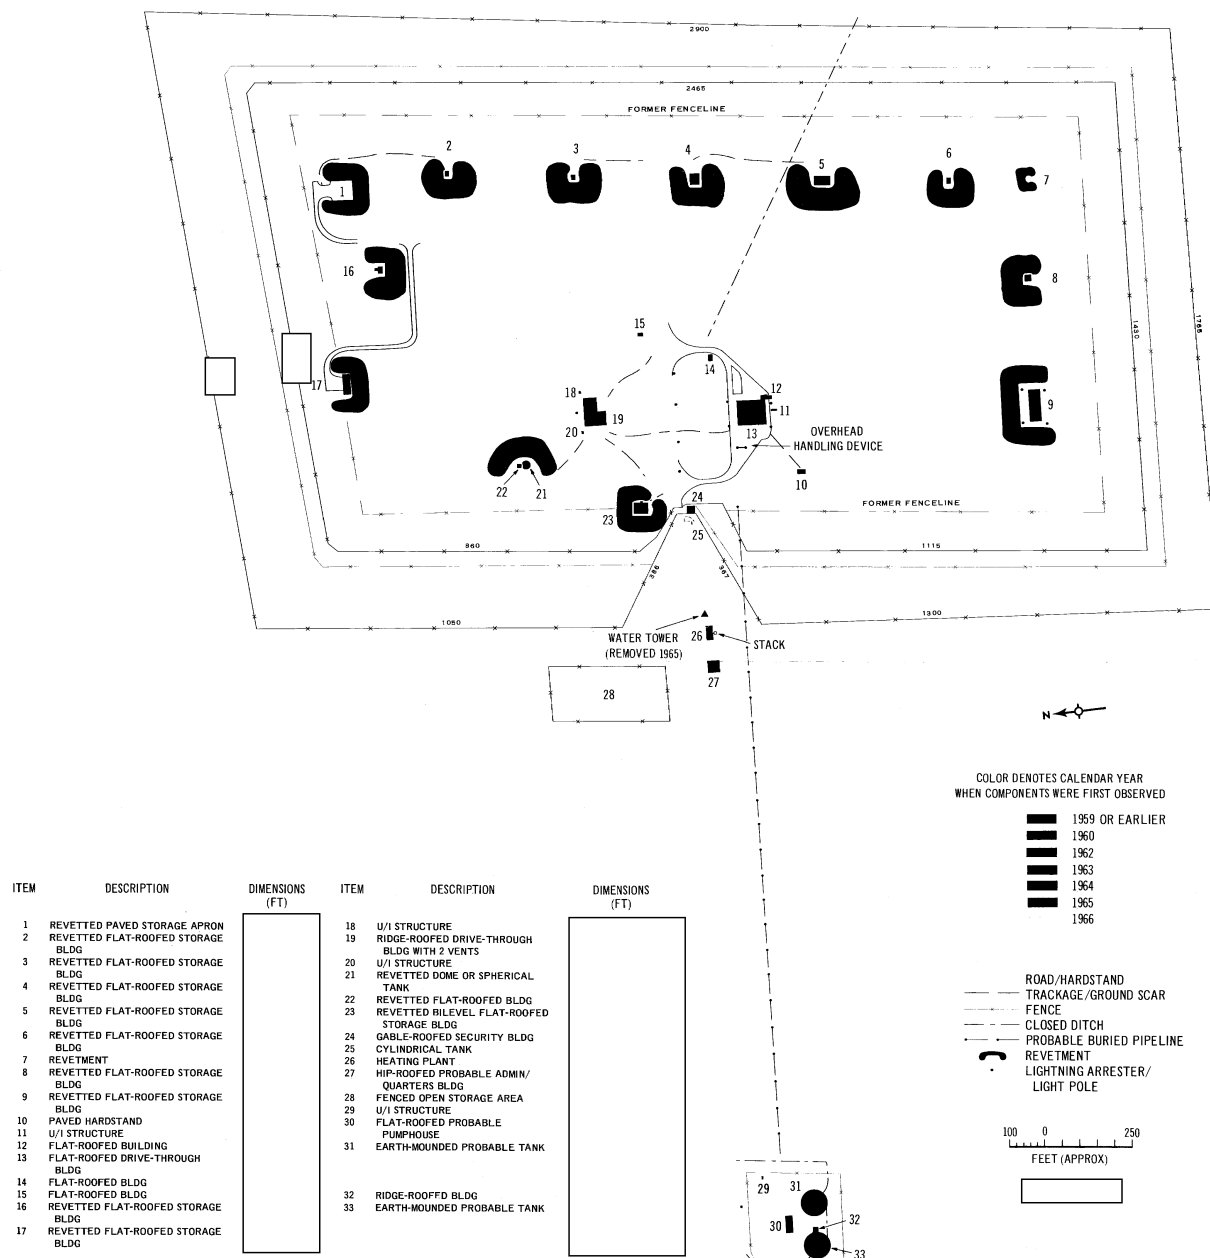 2900
2465
FORMER FENCELINE
2
3
4
5
6
7
1
16
8
1430
1765
15
14
17
18
12
11
9
19
13
20
OVERHEAD
HANDLING DEVICE
22
21
10
24
FORMER FENCELINE
23
25
860
1115
386
367
1050
1300
WATER TOWER
(REMOVED 1965)
26
STACK
27
28
N
COLOR DENOTES CALENDAR YEAR
WHEN COMPONENTS WERE FIRST OBSERVED
1959 OR EARLIER
1960
1962
1963
1964
1965
1966
ROAD/HARDSTAND
TRACKAGE/GROUND SCAR
FENCE
CLOSED DITCH
PROBABLE BURIED PIPELINE
REVETMENT
LIGHTNING ARRESTER/
LIGHT POLE
100 0 250
FEET (APPROX)
ITEM DESCRIPTION DIMENSIONS
(FT)
1 REVETTED PAVED STORAGE APRON
2 REVETTED FLAT-ROOFED STORAGE
BLDG
3 REVETTED FLAT-ROOFED STORAGE
BLDG
4 REVETTED FLAT-ROOFED STORAGE
BLDG
5 REVETTED FLAT-ROOFED STORAGE
BLDG
6 REVETTED FLAT-ROOFED STORAGE
BLDG
7 REVETMENT
8 REVETTED FLAT-ROOFED STORAGE
BLDG
9 REVETTED FLAT-ROOFED STORAGE
BLDG
10 PAVED HARDSTAND
11 U/I STRUCTURE
12 FLAT-ROOFED BUILDING
13 FLAT-ROOFED DRIVE-THROUGH
BLDG
14 FLAT-ROOFED BLDG
15 FLAT-ROOFED BLDG
16 REVETTED FLAT-ROOFED STORAGE
BLDG
17 REVETTED FLAT-ROOFED STORAGE
BLDG
ITEM DESCRIPTION DIMENSIONS
(FT)
18 U/I STRUCTURE
19 RIDGE-ROOFED DRIVE-THROUGH
BLDG WITH 2 VENTS
20 U/I STRUCTURE
21 REVETTED DOME OR SPHERICAL
TANK
22 REVETTED FLAT-ROOFED BLDG
23 REVETTED BILEVEL FLAT-ROOFED
STORAGE BLDG
24 GABLE-ROOFED SECURITY BLDG
25 CYLINDRICAL TANK
26 HEATING PLANT
27 HIP-ROOFED PROBABLE ADMIN/
QUARTERS BLDG
28 FENCED OPEN STORAGE AREA
29 U/I STRUCTURE
30 FLAT-ROOFED PROBABLE
PUMPHOUSE
31 EARTH-MOUNDED PROBABLE TANK
32 RIDGE-ROOFFD BLDG
33 EARTH-MOUNDED PROBABLE TANK
29
31
30
32
33